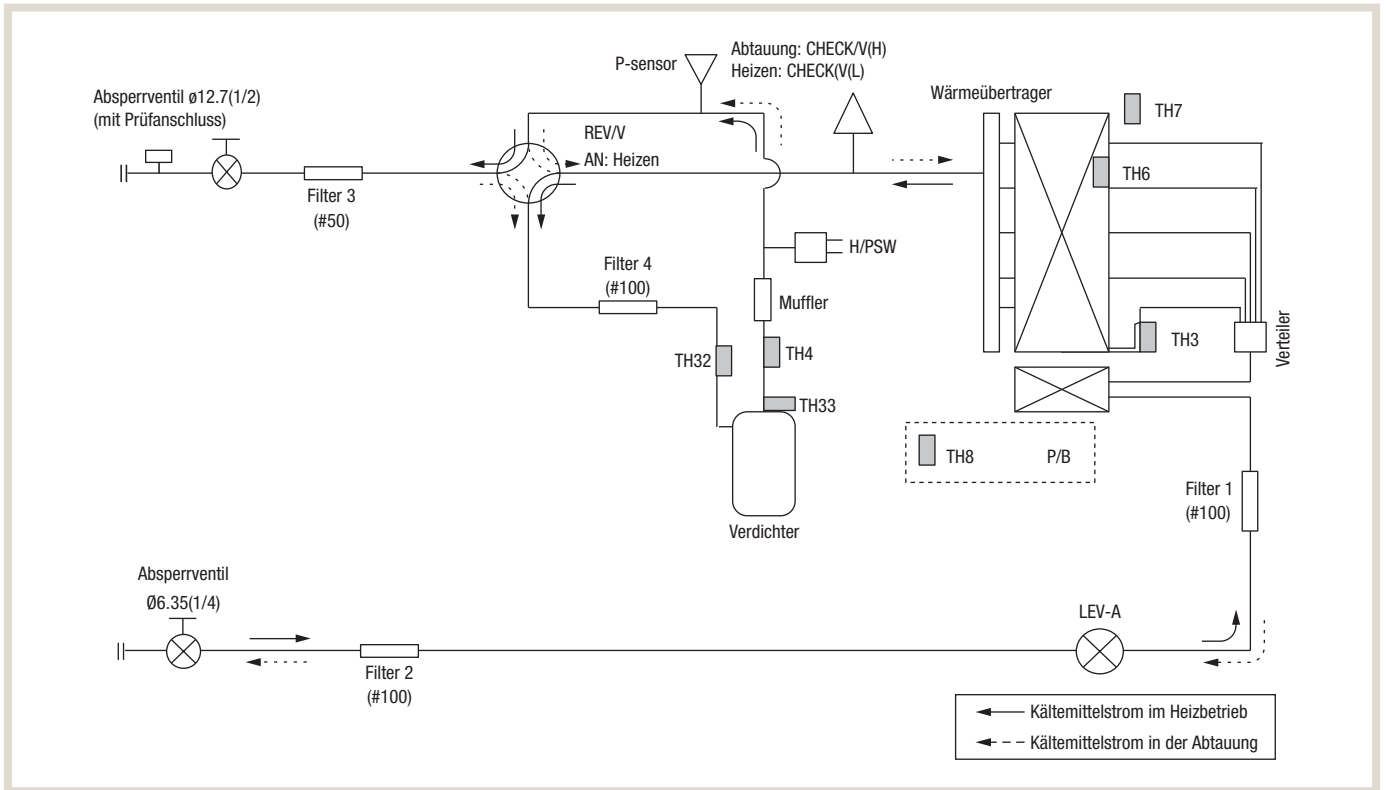 P-sensor
Abtauung: CHECK/V(H)
Heizen: CHECK(V(L)
Absperrventil ø12.7(1/2)
(mit Prüfanschluss)
Wärmeübertrager
TH7
REV/V
AN: Heizen
TH6
Filter 3
(#50)
H/PSW
Filter 4
(#100)
Muffler
TH32
TH4
TH3
Verteiler
TH33
TH8
P/B
Filter 1
(#100)
Verdichter
Absperrventil
Ø6.35(1/4)
LEV-A
Filter 2
(#100)
Kältemittelstrom im Heizbetrieb
Kältemittelstrom in der Abtauung